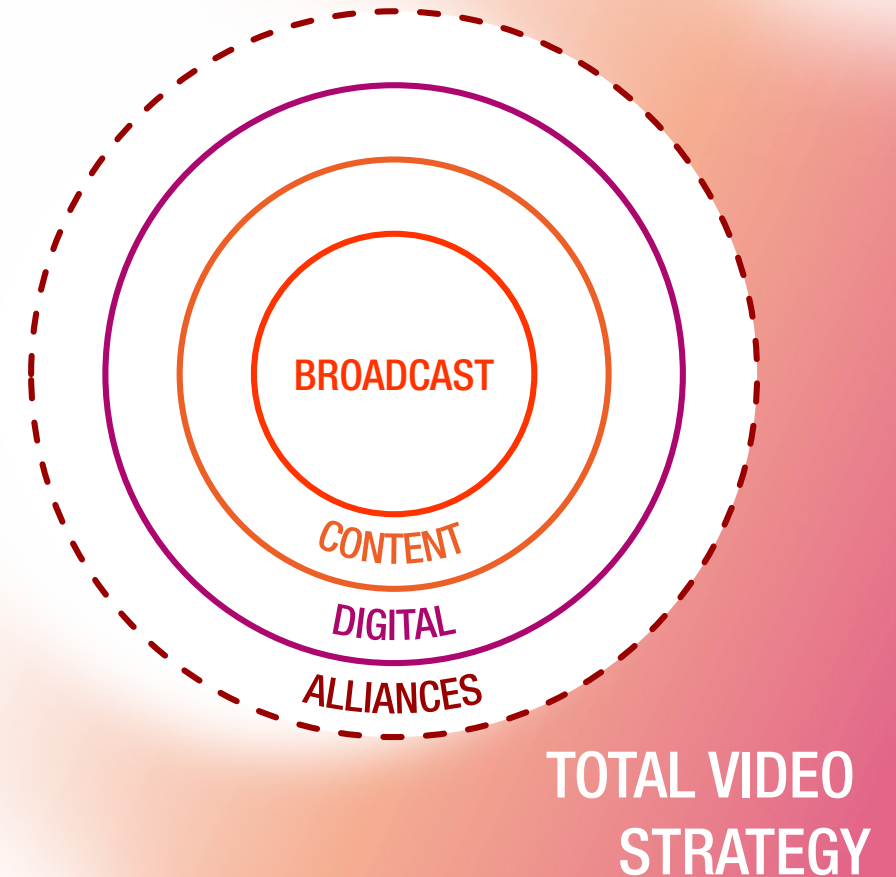 BROADCAST
CONTENT
DIGITAL
ALLIANCES
TOTAL VIDEO
STRATEGY